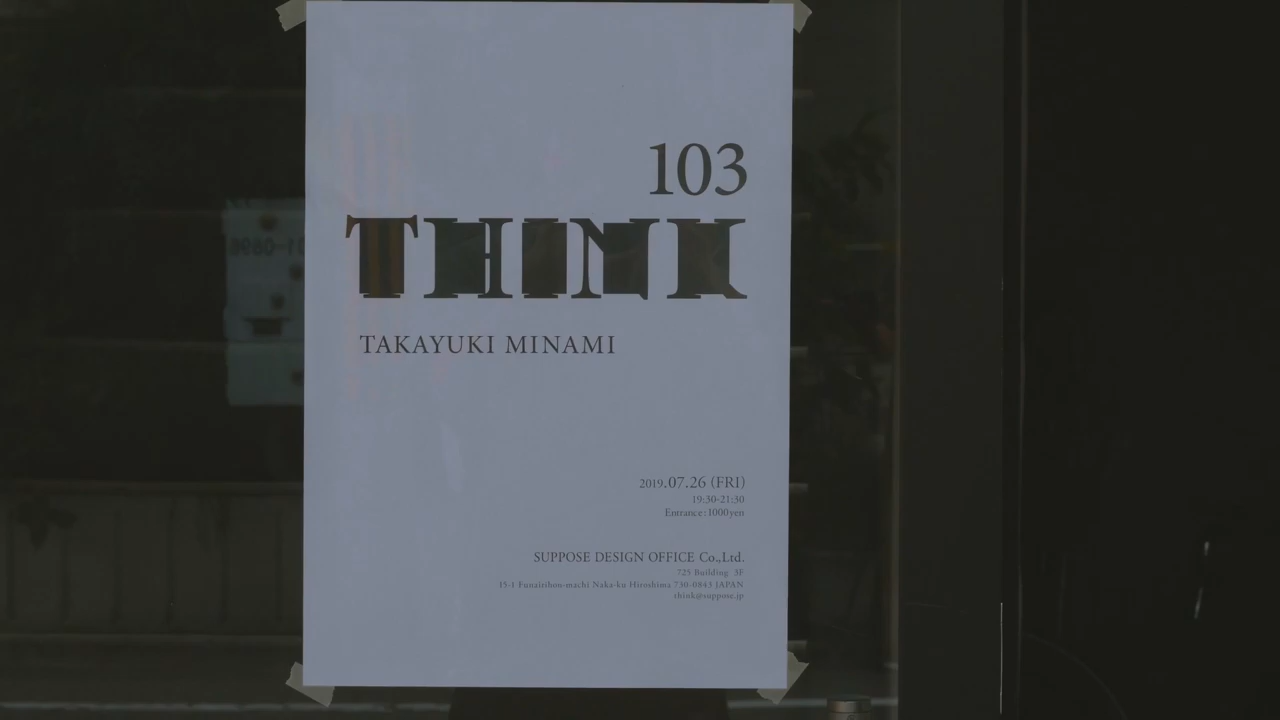 103
THINK
TAKAYUKI MINAMI
2019.07.26 (FRI)
19:30-21:30
Entrance:1000yen
SUPPOSE DESIGN OFFICE Co.,Ltd.
725 Building 3F
15-1 Funairihon-machi Naka-ku Hiroshima 730-0843 JAPAN
think@suppose.jp